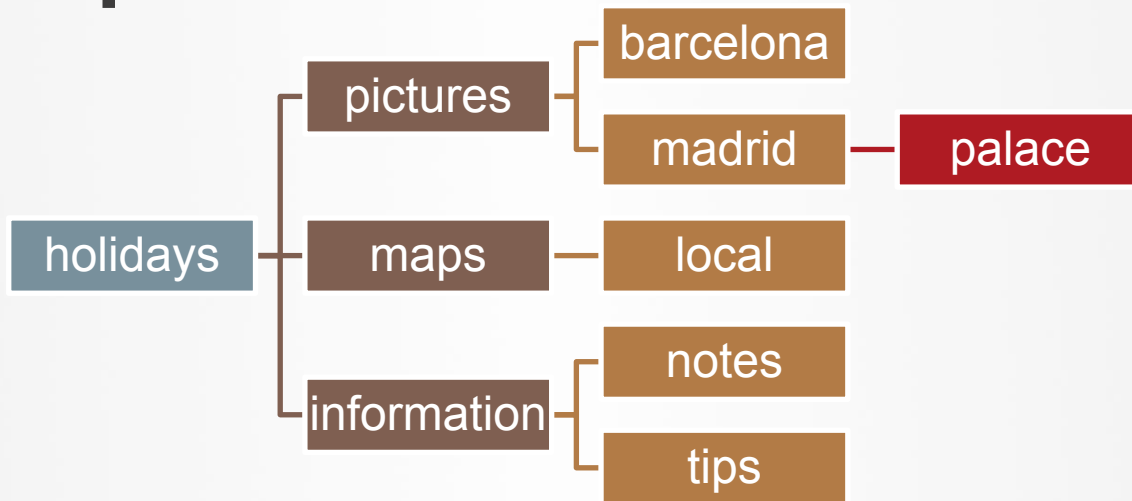 holidays
pictures
barcelona
madrid
palace
maps
local
information
notes
tips